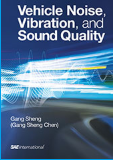 Vehicle Noise,
Vibration, and
Sound Quality
Gang Sheng
(Gang Sheng Chen)
SAE International